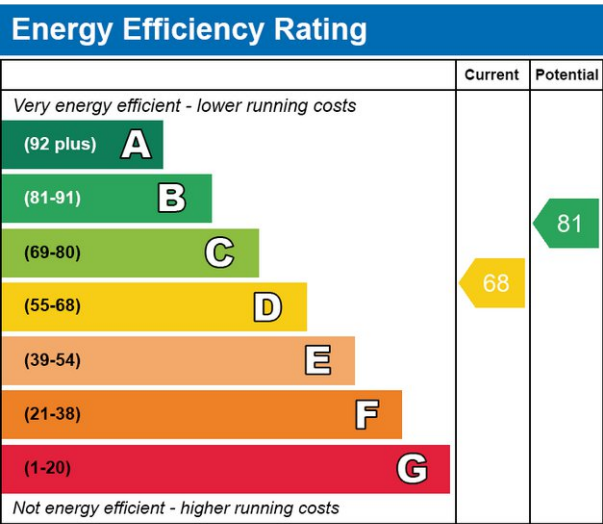 Energy Efficiency Rating
Current Potential
Very energy efficient - lower running costs
(92 plus) A
(81-91) B
81
(69-80) C
68
(55-68) D
(39-54) E
(21-38) F
(1-20) G
Not energy efficient - higher running costs